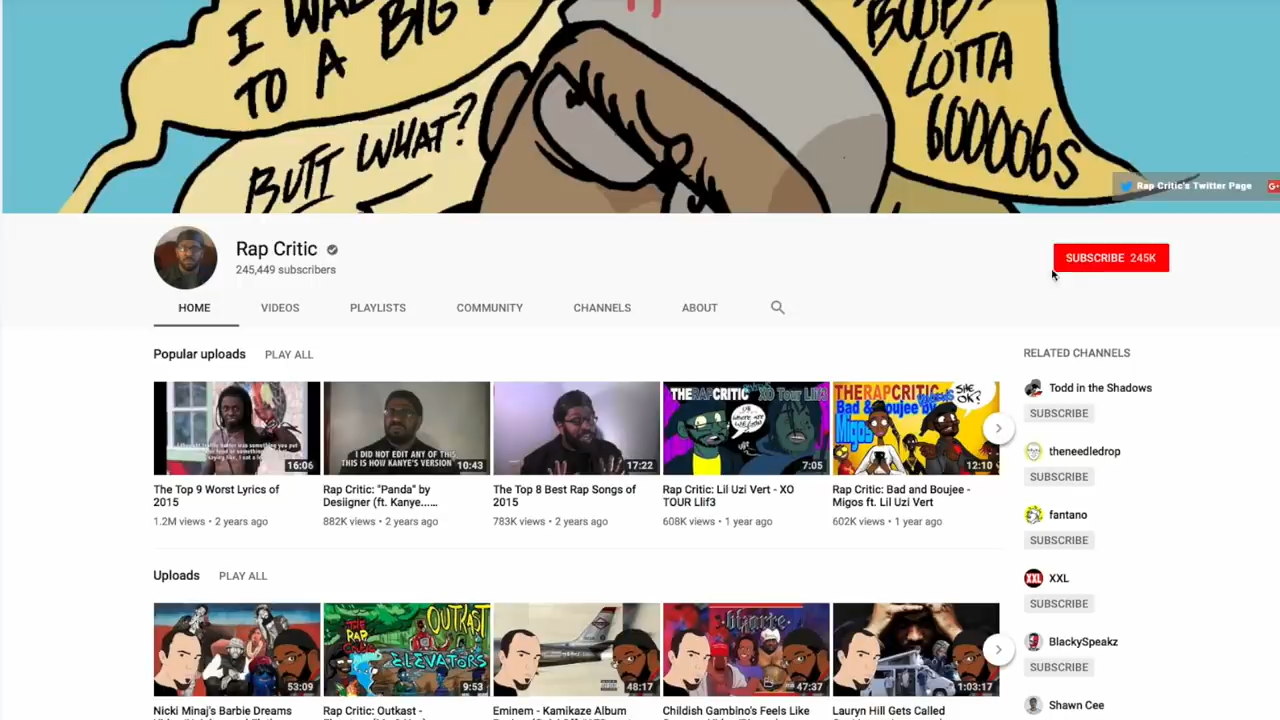 I WA
TO A BIG
BUTT WHAT?
LOTTA
GOOOOGS
Rap Critic's Twitter Page
G+
Rap Critic
245,449 subscribers
SUBSCRIBE 245K
HOME VIDEOS PLAYLISTS COMMUNITY CHANNELS ABOUT
Popular uploads PLAY ALL
16:06
I DID NOT EDIT ANY OF THIS
THIS IS HOW KANYE'S VERSION
10:43
17:22
THERAPCRITIC
XO Tour Llif3
7:05
THERAPCRITIC
Bad & Boujee by
Migos
SHE
OK?
12:10
The Top 9 Worst Lyrics of
2015
1.2M views • 2 years ago
Rap Critic: "Panda" by
Desiigner (ft. Kanye.....
882K views • 2 years ago
The Top 8 Best Rap Songs of
2015
783K views • 2 years ago
Rap Critic: Lil Uzi Vert - XO
TOUR Llif3
608K views • 1 year ago
Rap Critic: Bad and Boujee -
Migos ft. Lil Uzi Vert
602K views • 1 year ago
RELATED CHANNELS
Todd in the Shadows
SUBSCRIBE
theneedledrop
SUBSCRIBE
fantano
SUBSCRIBE
XXL
XXL
SUBSCRIBE
BlackySpeakz
SUBSCRIBE
Shawn Cee
Uploads PLAY ALL
53:09
THE
RAP
OUTKAST
ELEVATORS
9:53
48:17
bizarre
47:37
1:03:17
Nicki Minaj's Barbie Dreams
Rap Critic: Outkast -
Eminem - Kamikaze Album
Childish Gambino's Feels Like
Lauryn Hill Gets Called